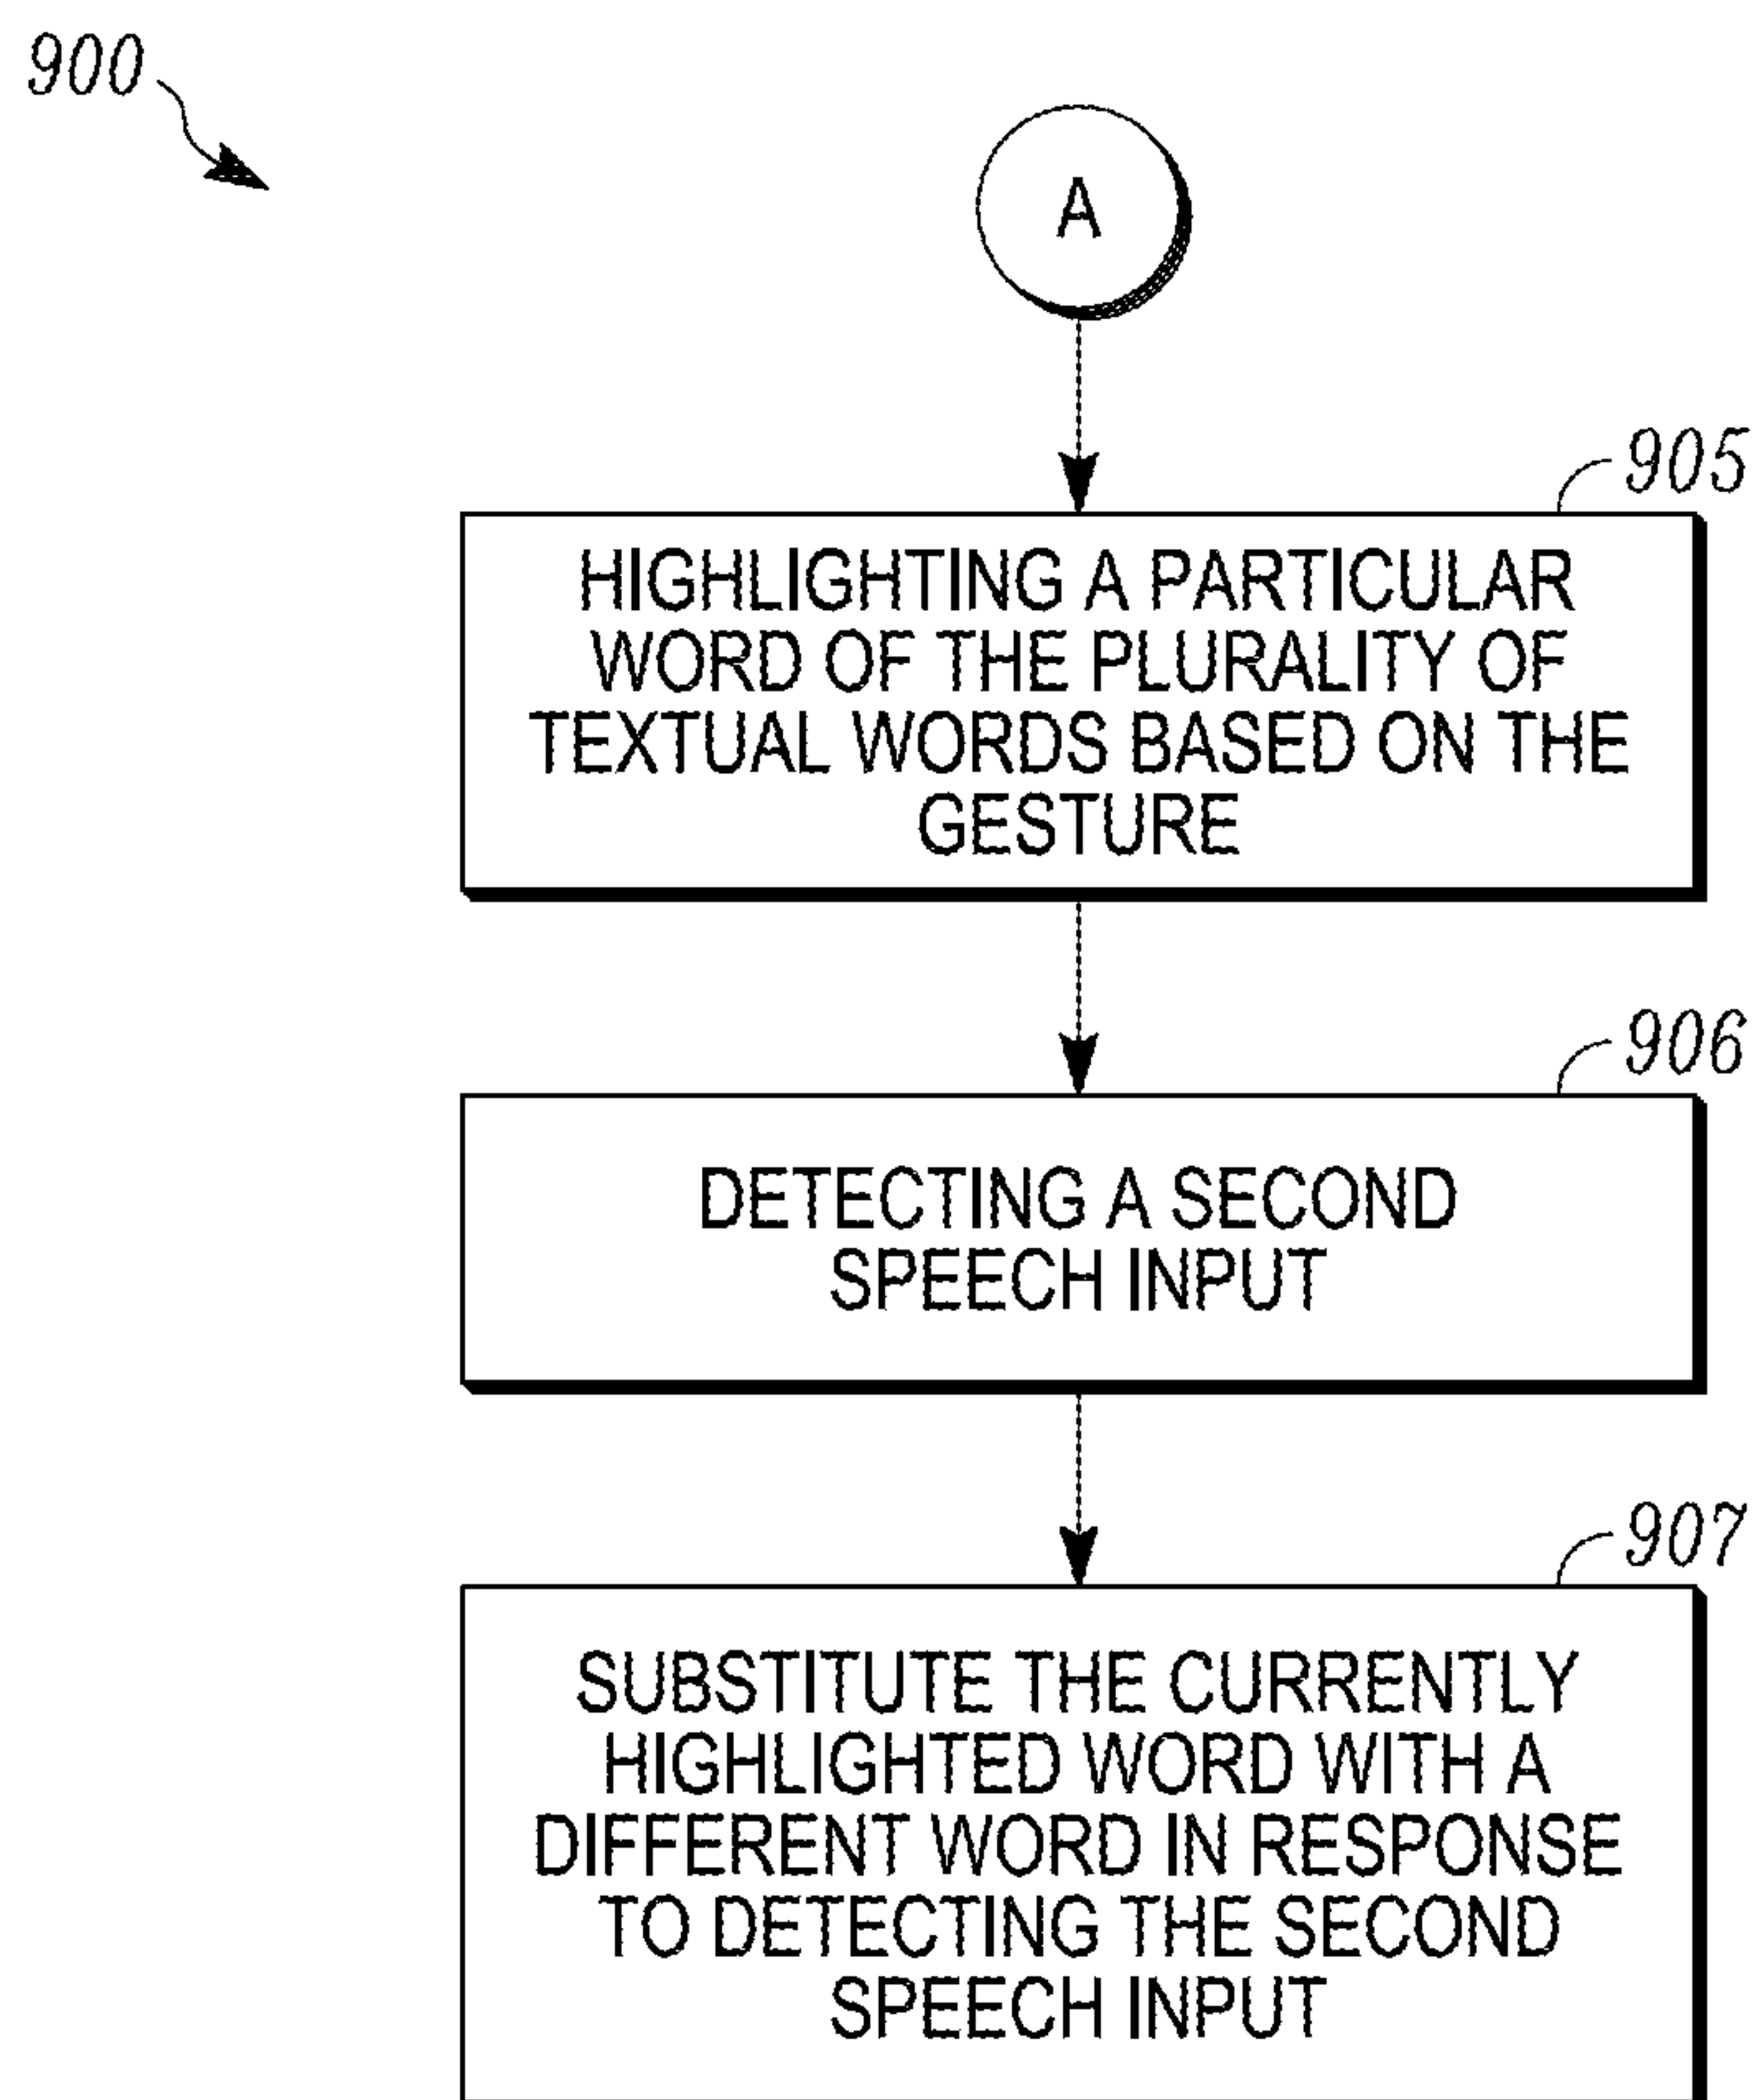 900
A
905
HIGHLIGHTING A PARTICULAR
WORD OF THE PLURALITY OF
TEXTUAL WORDS BASED ON THE
GESTURE
906
DETECTING A SECOND
SPEECH INPUT
907
SUBSTITUTE THE CURRENTLY
HIGHLIGHTED WORD WITH A
DIFFERENT WORD IN RESPONSE
TO DETECTING THE SECOND
SPEECH INPUT